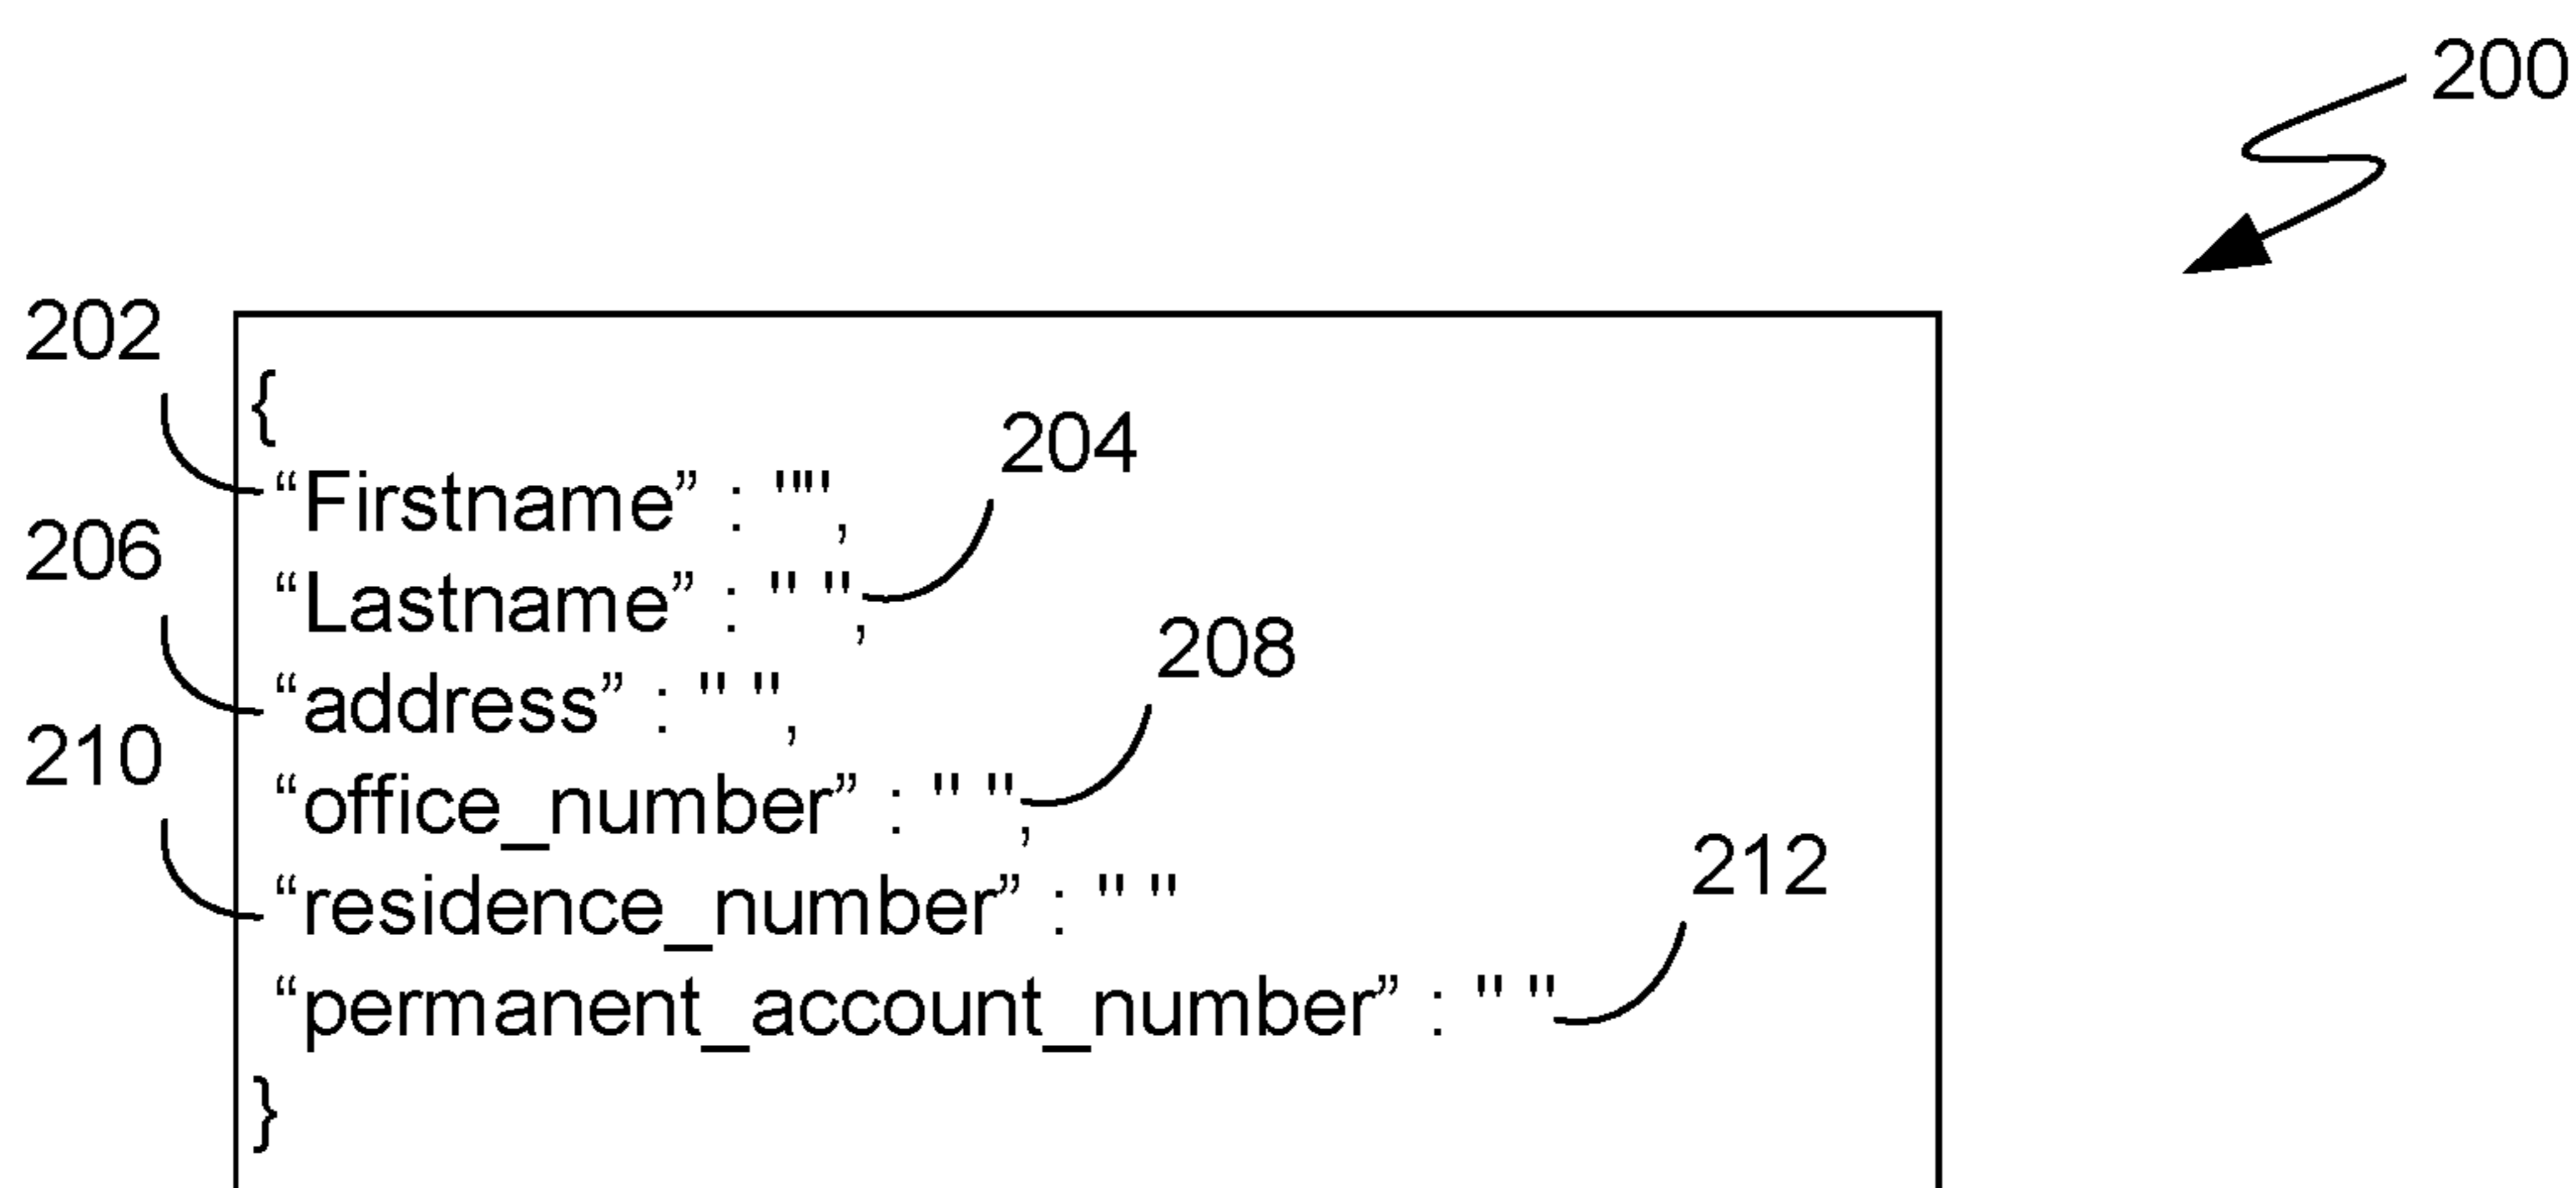 200
202
{
204
“Firstname” : "",
206
“Lastname” : " ",
208
“address” : " ",
210
“office_number” : " ",
212
“residence_number” : " "
“permanent_account_number” : " "
}